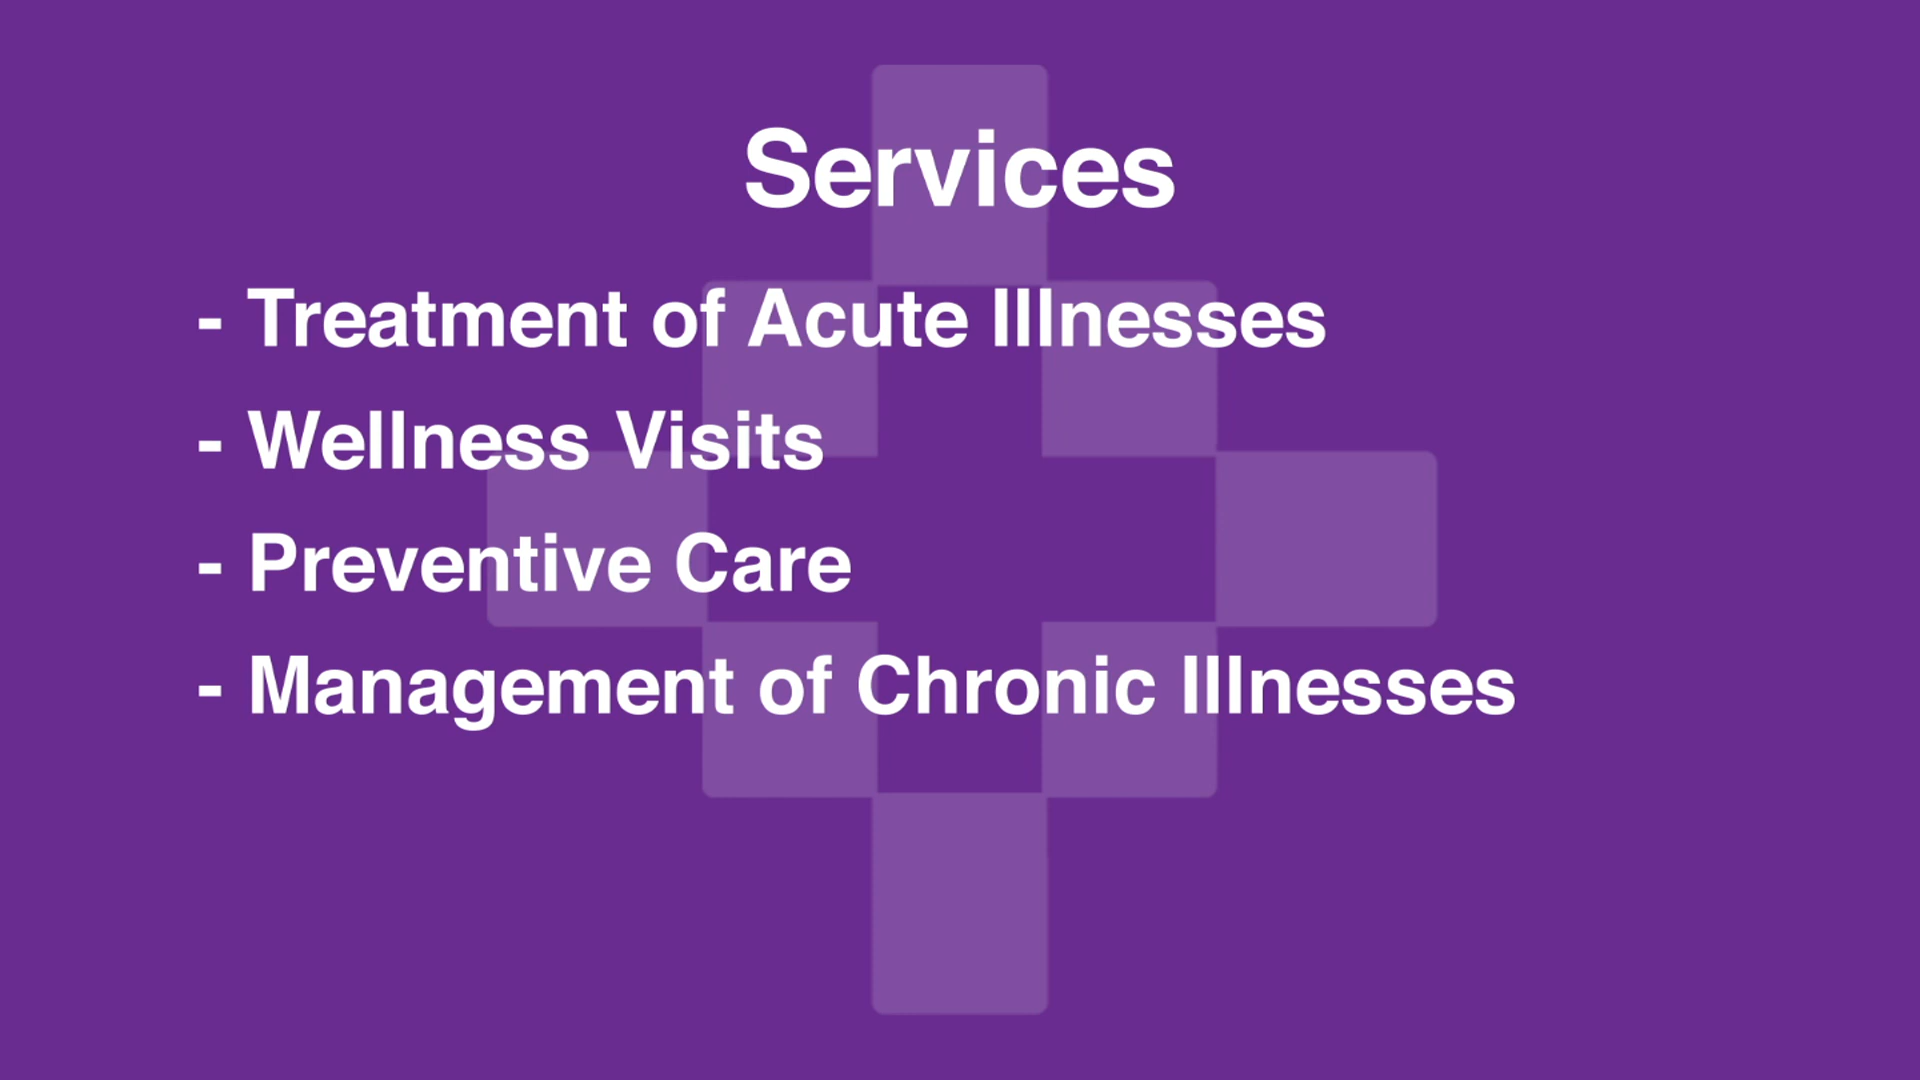 Services
- Treatment of Acute Illnesses
- Wellness Visits
- Preventive Care
- Management of Chronic Illnesses